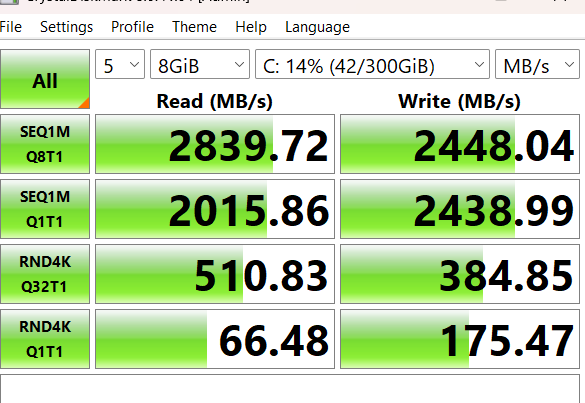 File Settings Profile Theme Help Language
All 5 8GiB C: 14% (42/300GiB) MB/s
Read (MB/s) Write (MB/s)
SEQ1M
Q8T1
2839.72 2448.04
SEQ1M
Q1T1
2015.86 2438.99
RND4K
Q32T1
510.83 384.85
RND4K
Q1T1
66.48 175.47